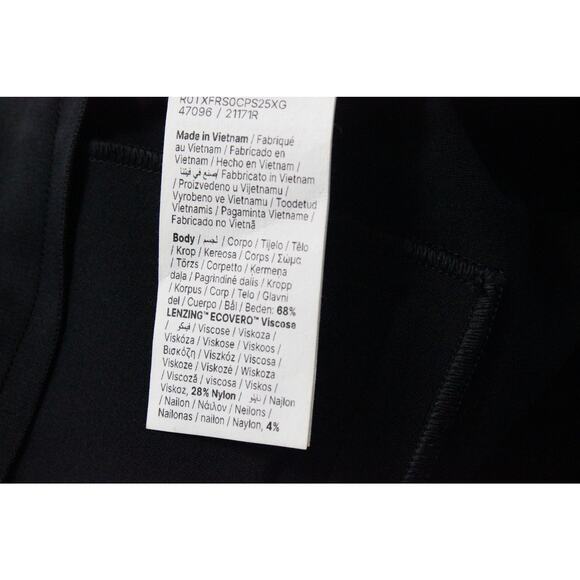 R0TXFRS0CPS25XG
47096 / 21171R
Made in Vietnam / Fabriqué
au Vietnam / Fabricado en
Vietnam / Hecho en Vietnam
/ صنع في فيتنام / Fabbricato in Vietnam
/ Proizvedeno u Vijetnamu /
Vyrobeno ve Vietnamu / Toodetud
Vietnamis / Pagaminta Vietname /
Fabricado no Vietnã
Body / الجسم / Corpo / Tijelo / Tělo
/ Krop / Kereosa / Corps / Σώμα
/ Törzs / Corpetto / Kermena
daļa / Pagrindinė dalis / Kropp
/ Korpus / Corp / Telo / Glavni
del / Cuerpo / Bål / Beden: 68%
LENZING™ ECOVERO™ Viscose
/ فيسكوز / Viscose / Viskoza /
Viskóza / Viskose / Viskoos /
Βισκόζη / Viszkóz / Viscosa /
Viskoze / Viskozė / Wiskoza
/ Viscoză / viscosa / Viskos /
Viskoz, 28% Nylon / نايلون / Najlon
/ Nailon / Νάιλον / Neilons /
Nailonas / nailon / Naylon, 4%